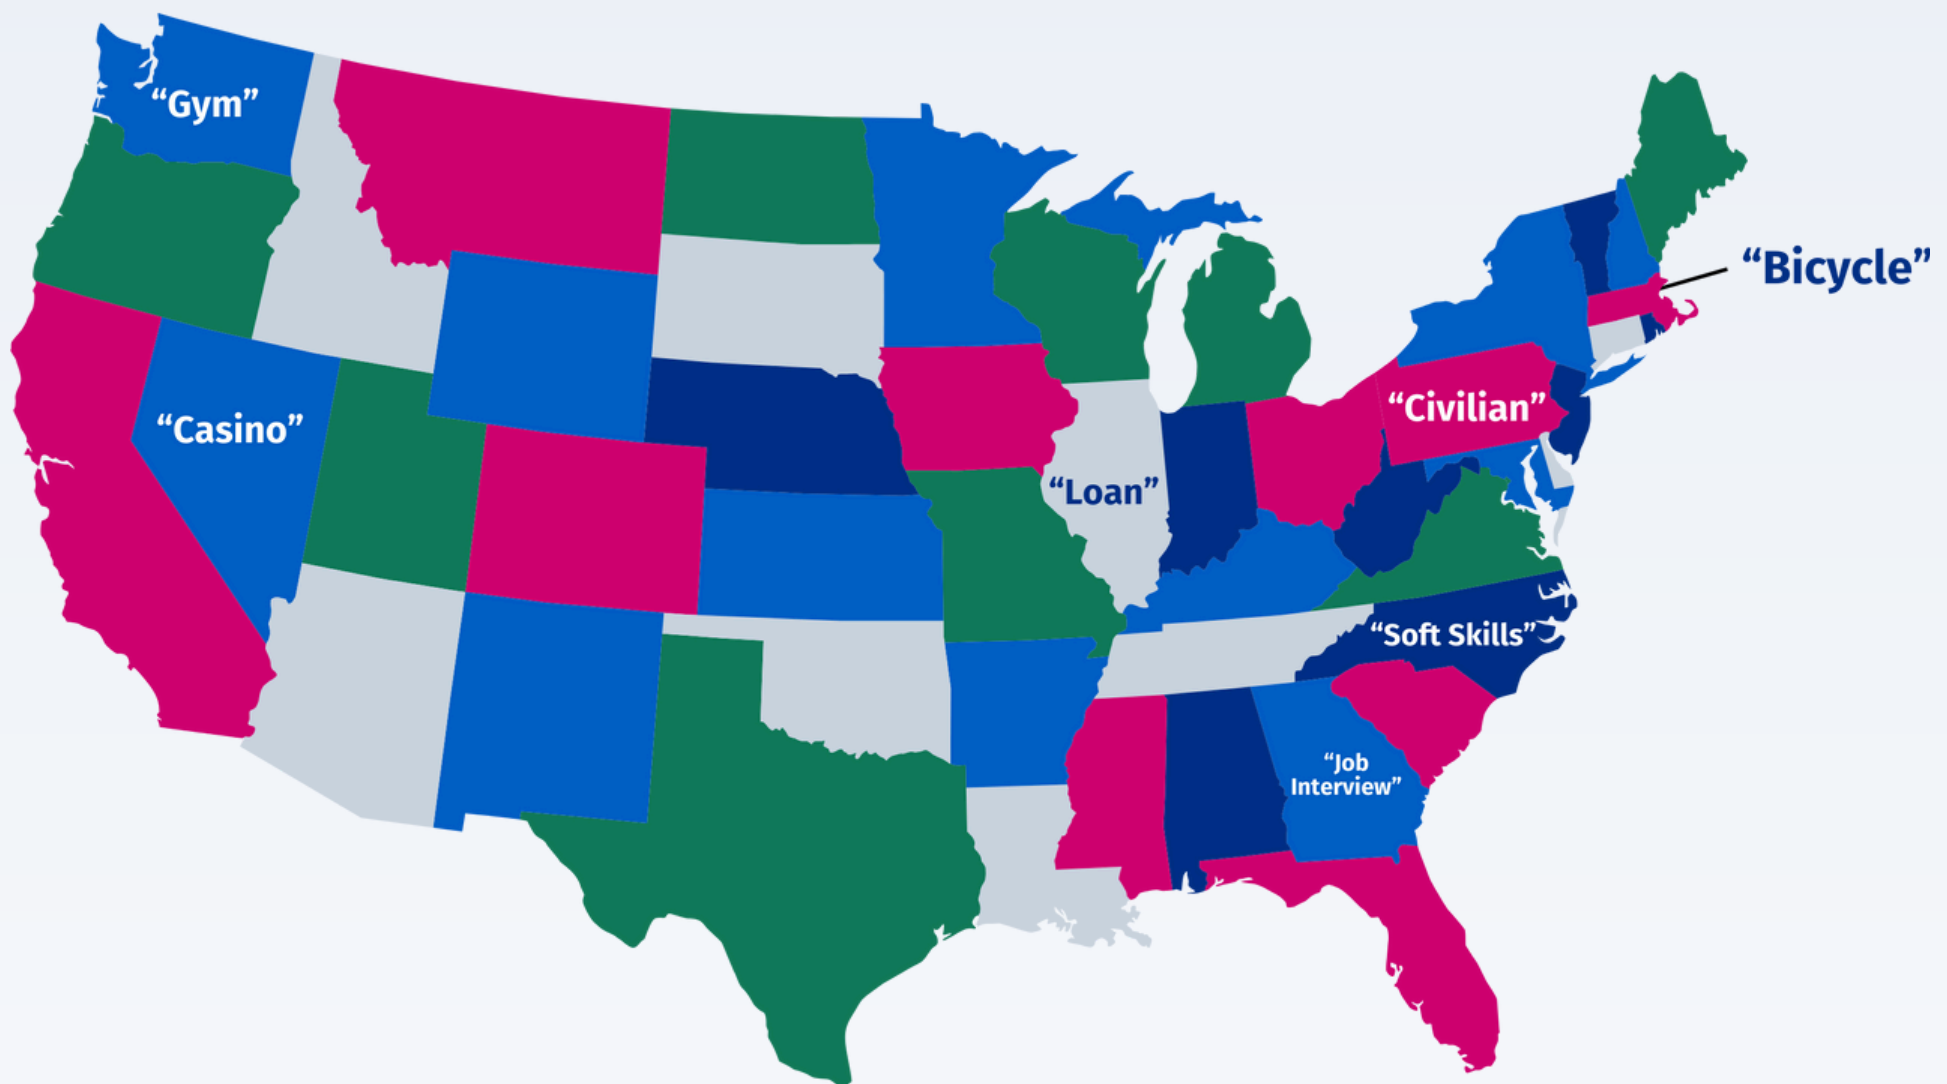 “Gym”
“Bicycle”
“Casino”
“Civilian”
“Loan”
“Soft Skills”
“Job
Interview”